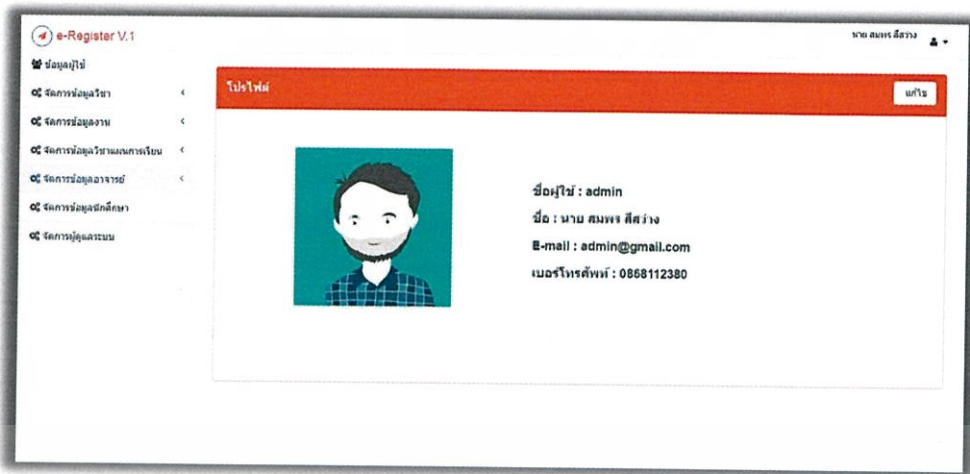 e-Register V.1
นาย สมพร สีสว่าง
ข้อมูลผู้ใช้
จัดการข้อมูลวิชา
จัดการข้อมูลงาน
จัดการข้อมูลวิชาแผนการเรียน
จัดการข้อมูลอาจารย์
จัดการข้อมูลนักศึกษา
จัดการผู้ดูแลระบบ
โปรไฟล์
แก้ไข
ชื่อผู้ใช้ : admin
ชื่อ : นาย สมพร สีสว่าง
E-mail : admin@gmail.com
เบอร์โทรศัพท์ : 0868112380